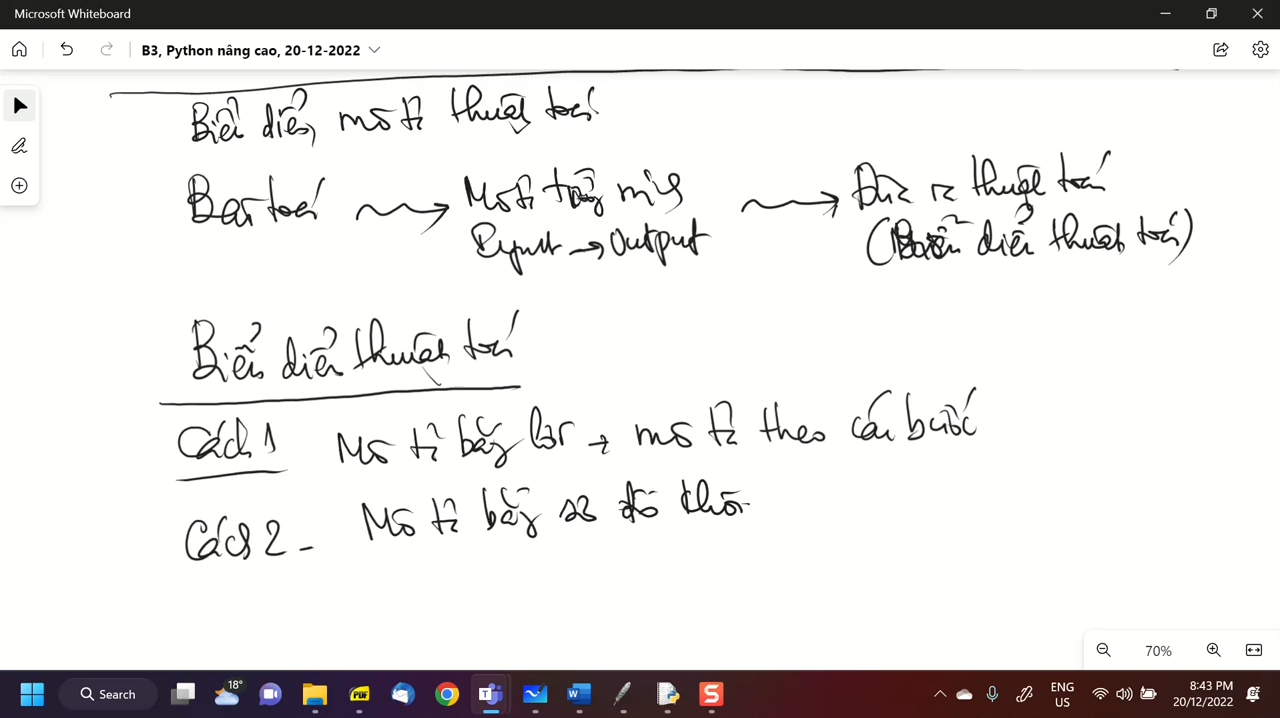 Microsoft Whiteboard
B3, Python nâng cao, 20-12-2022
Biểu diễn, mô tả thuật toán
Bài toán Mô tả tường minh Đưa ra thuật toán
Input → Output (Biểu diễn thuật toán)
Biểu diễn thuật toán
Cách 1 Mô tả bằng lời, mô tả theo các bước
Cách 2 - Mô tả bằng sơ đồ khối
70%
18°
Search
PDF
W
S
ENG
US
8:43 PM
20/12/2022